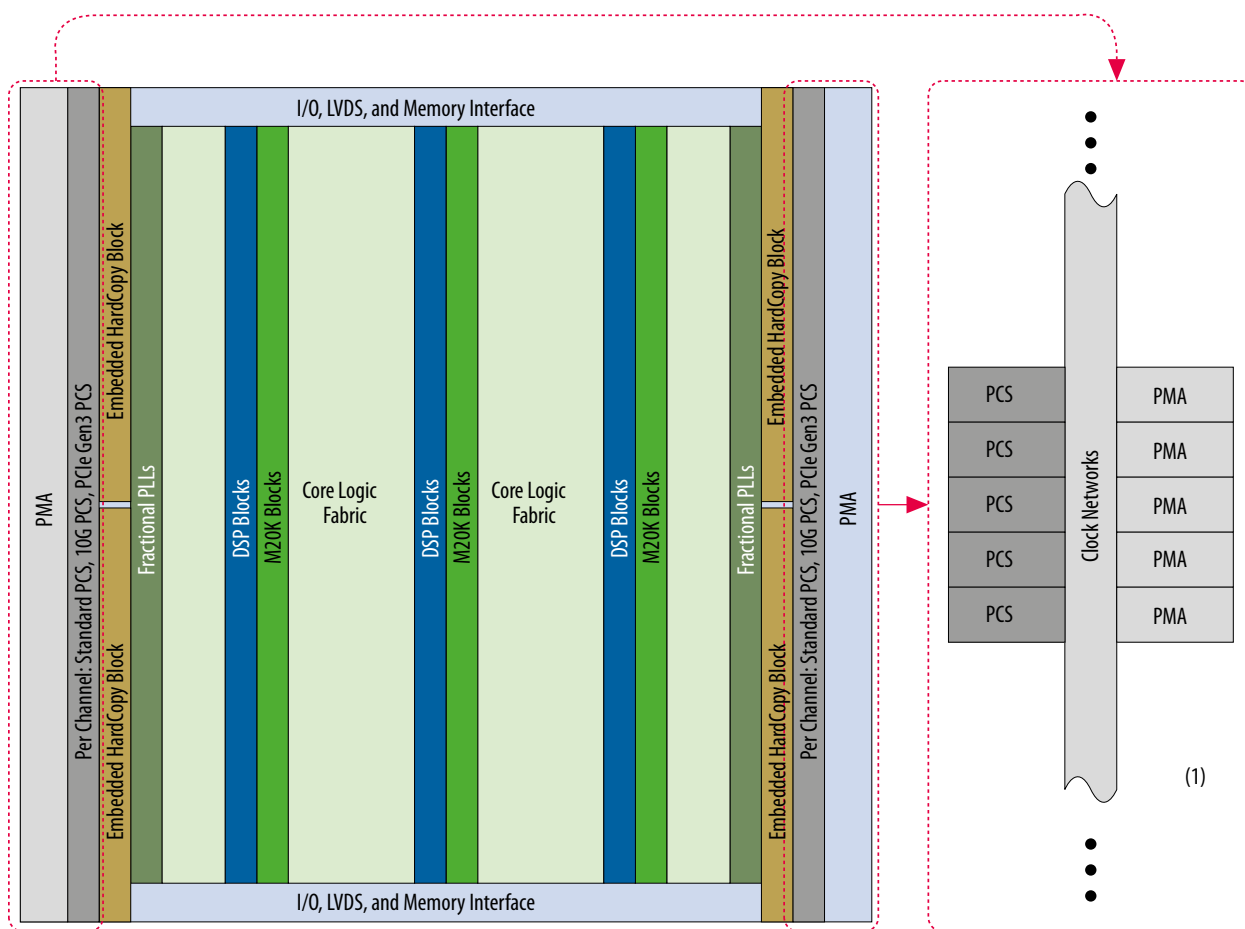 I/O, LVDS, and Memory Interface
PMA
Per Channel: Standard PCS, 10G PCS, PCIe Gen3 PCS
Embedded HardCopy Block
Embedded HardCopy Block
Fractional PLLs
DSP Blocks
M20K Blocks
Core Logic
Fabric
DSP Blocks
M20K Blocks
Core Logic
Fabric
DSP Blocks
M20K Blocks
Fractional PLLs
Embedded HardCopy Block
Embedded HardCopy Block
Per Channel: Standard PCS, 10G PCS, PCIe Gen3 PCS
PMA
I/O, LVDS, and Memory Interface
PCS
PMA
PCS
PMA
PCS
PMA
PCS
PMA
PCS
PMA
Clock Networks
(1)